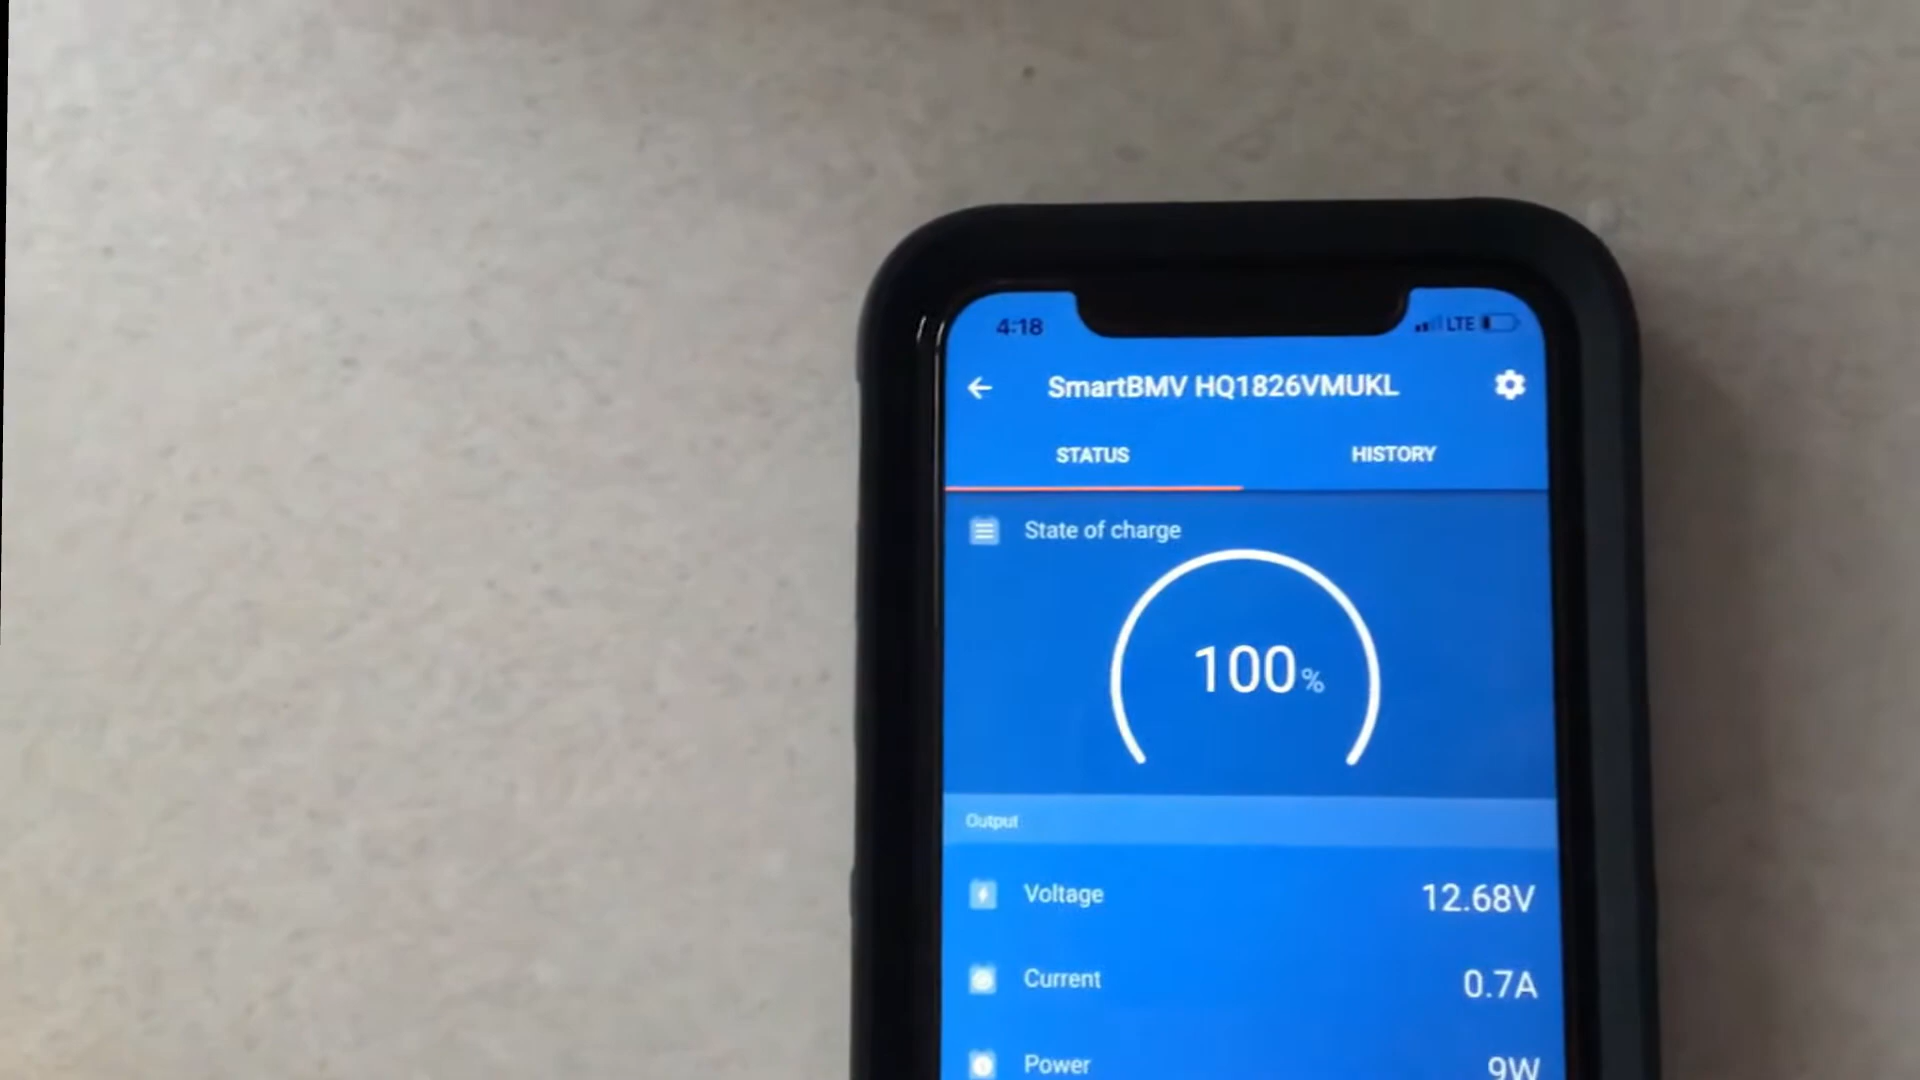 4:18 LTE
SmartBMV HQ1826VMUKL
STATUS HISTORY
State of charge
100%
Output
Voltage 12.68V
Current 0.7A
Power 9W